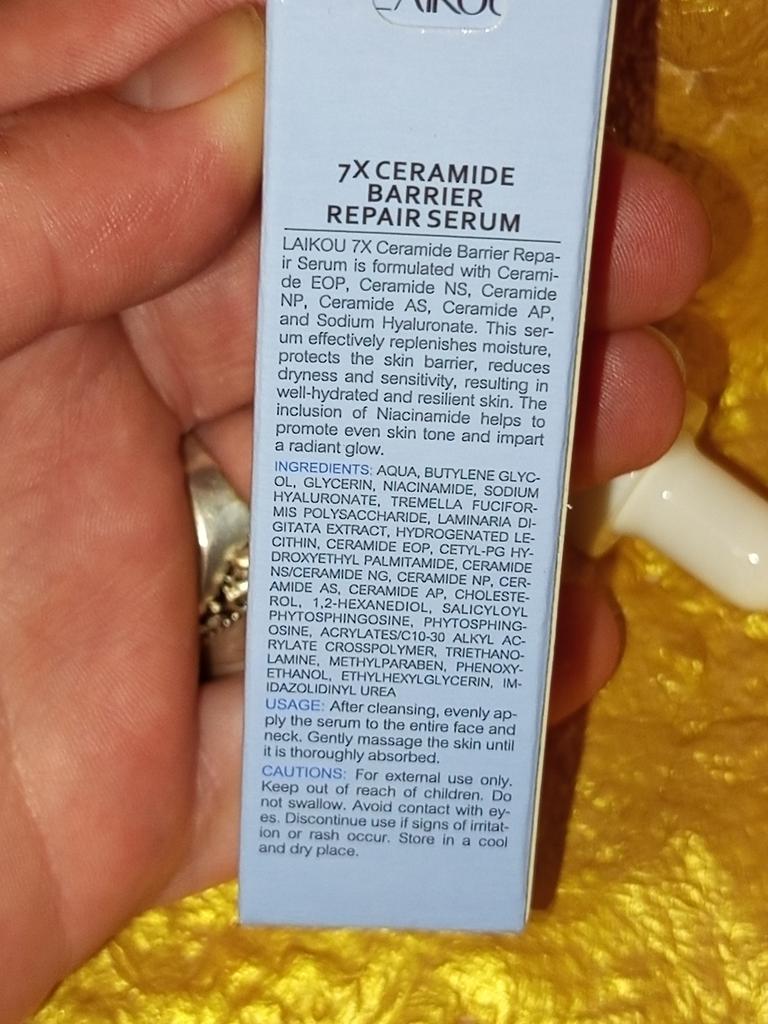 LAIKOU
7X CERAMIDE
BARRIER
REPAIR SERUM
LAIKOU 7X Ceramide Barrier Repa-
ir Serum is formulated with Cerami-
de EOP, Ceramide NS, Ceramide
NP, Ceramide AS, Ceramide AP,
and Sodium Hyaluronate. This ser-
um effectively replenishes moisture,
protects the skin barrier, reduces
dryness and sensitivity, resulting in
well-hydrated and resilient skin. The
inclusion of Niacinamide helps to
promote even skin tone and impart
a radiant glow.
INGREDIENTS: AQUA, BUTYLENE GLYC-
OL, GLYCERIN, NIACINAMIDE, SODIUM
HYALURONATE, TREMELLA FUCIFOR-
MIS POLYSACCHARIDE, LAMINARIA DI-
GITATA EXTRACT, HYDROGENATED LE-
CITHIN, CERAMIDE EOP, CETYL-PG HY-
DROXYETHYL PALMITAMIDE, CERAMIDE
NS/CERAMIDE NG, CERAMIDE NP, CER-
AMIDE AS, CERAMIDE AP, CHOLESTE-
ROL, 1,2-HEXANEDIOL, SALICYLOYL
PHYTOSPHINGOSINE, PHYTOSPHING-
OSINE, ACRYLATES/C10-30 ALKYL AC-
RYLATE CROSSPOLYMER, TRIETHANO-
LAMINE, METHYLPARABEN, PHENOXY-
ETHANOL, ETHYLHEXYLGLYCERIN, IM-
IDAZOLIDINYL UREA
USAGE: After cleansing, evenly ap-
ply the serum to the entire face and
neck. Gently massage the skin until
it is thoroughly absorbed.
CAUTIONS: For external use only.
Keep out of reach of children. Do
not swallow. Avoid contact with ey-
es. Discontinue use if signs of irritat-
ion or rash occur. Store in a cool
and dry place.